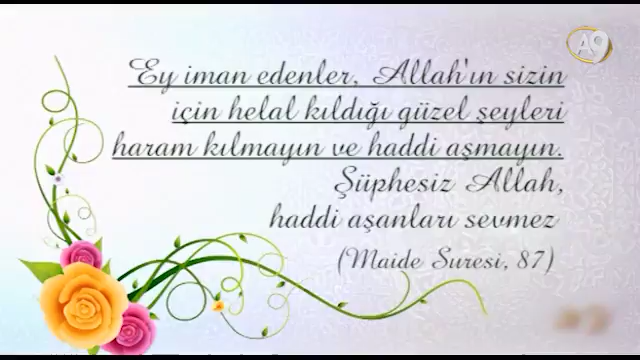 A9
Ey iman edenler, Allah'ın sizin
için helal kıldığı güzel şeyleri
haram kılmayın ve haddi aşmayın.
Şüphesiz Allah,
haddi aşanları sevmez
(Maide Suresi, 87)